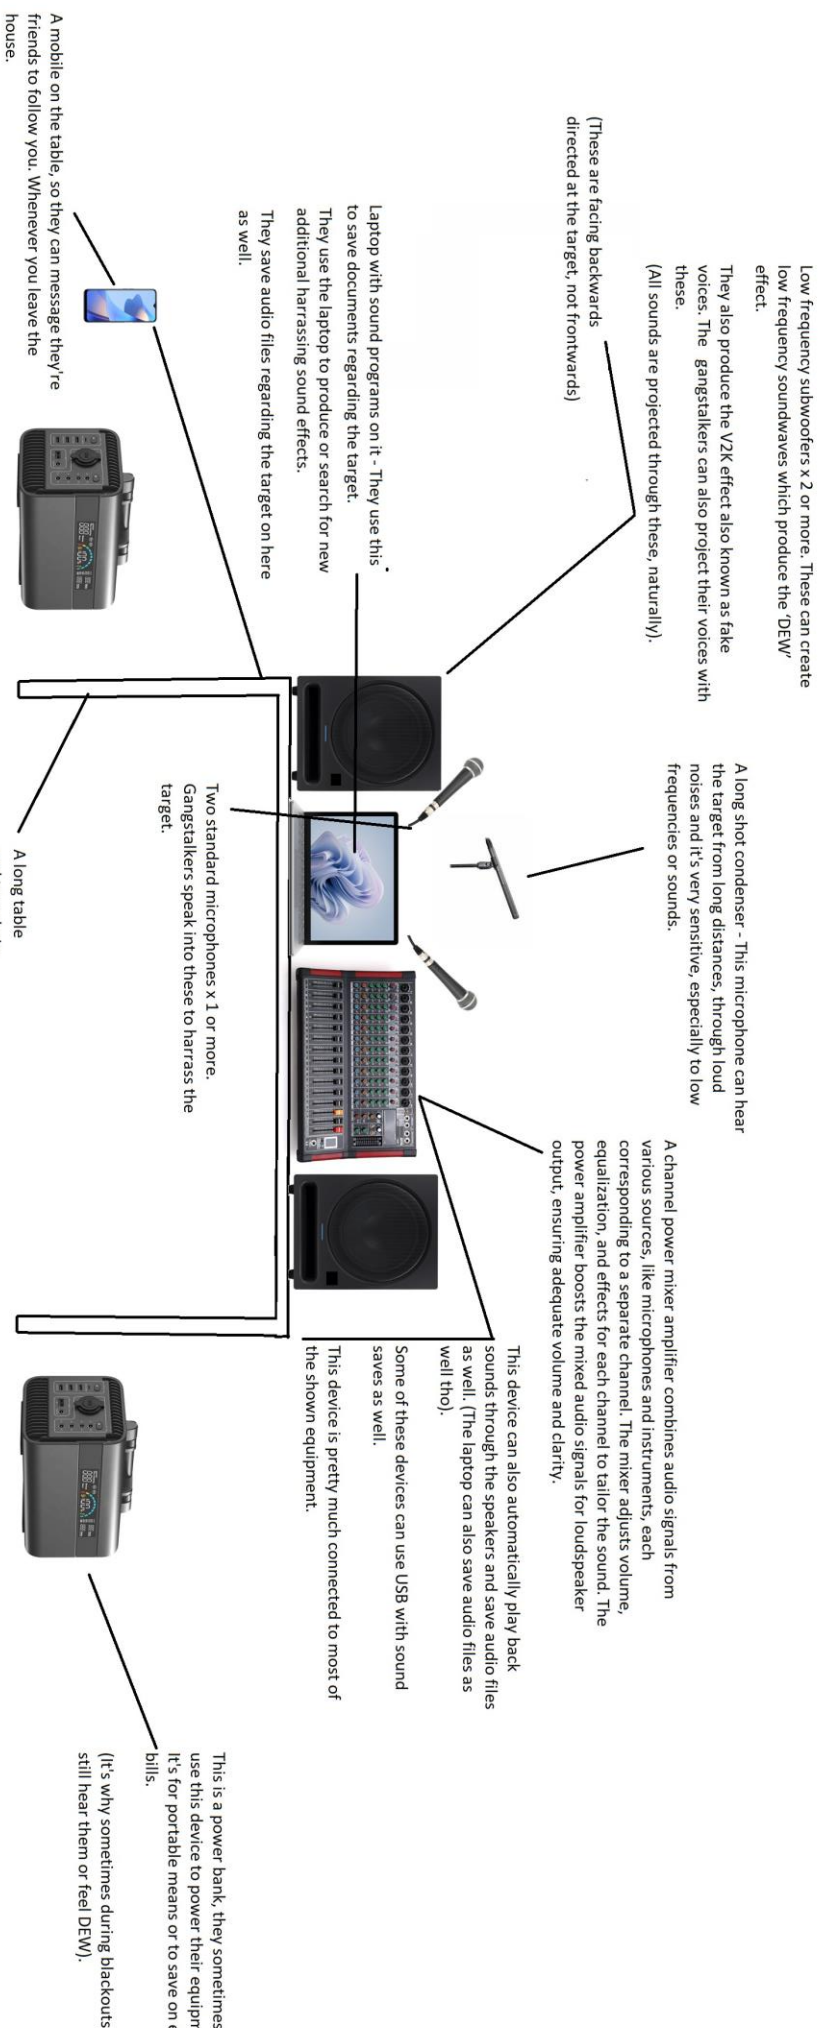 Low frequency subwoofers x 2 or more. These can create
low frequency soundwaves which produce the 'DEW'
effect.
They also produce the V2K effect also known as fake
voices. The gangstalkers can also project their voices with
these.
(All sounds are projected through these, naturally).
(These are facing backwards
directed at the target, not frontwards)
Laptop with sound programs on it - They use this
to save documents regarding the target.
They use the laptop to produce or search for new
additional harrassing sound effects.
They save audio files regarding the target on here
as well.
A mobile on the table, so they can message they're
friends to follow you. Whenever you leave the
house.
A long shot condenser - This microphone can hear
the target from long distances, through loud
noises and it's very sensitive, especially to low
frequencies or sounds.
Two standard microphones x 1 or more.
Gangstalkers speak into these to harrass the
target.
A long table
A channel power mixer amplifier combines audio signals from
various sources, like microphones and instruments, each
corresponding to a separate channel. The mixer adjusts volume,
equalization, and effects for each channel to tailor the sound. The
power amplifier boosts the mixed audio signals for loudspeaker
output, ensuring adequate volume and clarity.
This device can also automatically play back
sounds through the speakers and save audio files
as well. (The laptop can also save audio files as
well tho).
Some of these devices can use USB with sound
saves as well.
This device is pretty much connected to most of
the shown equipment.
This is a power bank, they sometimes
use this device to power their
It's for portable means or to save on
bills.
(It's why sometimes during blackouts
still hear them or feel DEW).